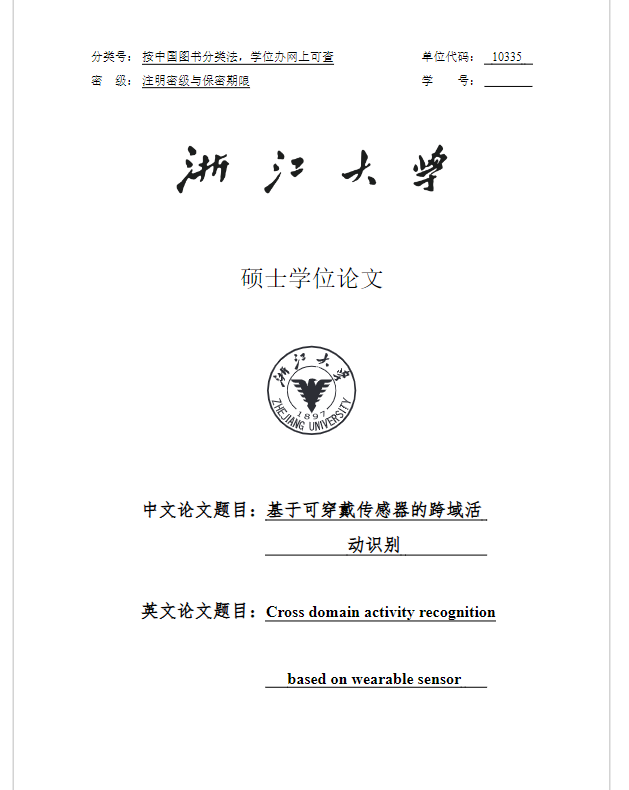 分类号： 按中国图书分类法，学位办网上可查 单位代码： 10335
密 级： 注明密级与保密期限 学 号：
浙江大学
硕士学位论文
浙江大学
1897
ZHEJIANG UNIVERSITY
中文论文题目：基于可穿戴传感器的跨域活
动识别
英文论文题目：Cross domain activity recognition
based on wearable sensor